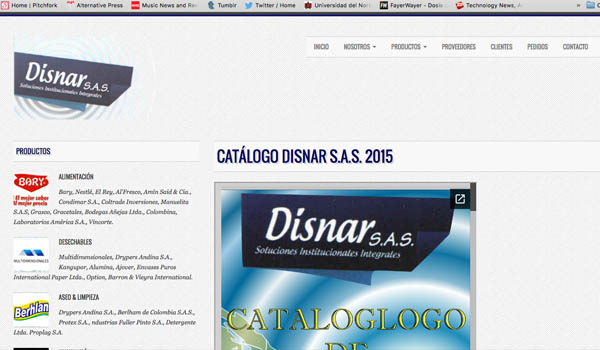 Home | Pitchfork
Alternative Press
Music News and Re
Tumblr
Twitter / Home
Universidad del Nor
FayerWayer - Dosis
Technology News, A
»
Disnar S.A.S.
Soluciones Institucionales Integrales
INICIO NOSOTROS PRODUCTOS PROVEEDORES CLIENTES PEDIDOS CONTACTO
PRODUCTOS
BARY
El mejor sabor
al mejor precio
ALIMENTACIÓN
Bary, Nestlé, El Rey, Al'Fresco, Amín Said & Cia.,
Condimar S.A., Coltrade Inversiones, Manuelita
S.A.S, Grasco, Gracetales, Bodegas Añejas Ltda., Colombina,
Laboratorios América S.A., Vincorte.
MULTIDIMENSIONALES
DESECHABLES
Multidimensionales, Drypers Andina S.A.,
Kangupor, Alumina, Ajover, Envases Puros
International Paper Ltda., Option, Barron & Vleyra International.
Berhlan
ASEO & LIMPIEZA
Drypers Andina S.A., Berlham de Colombia S.A.S.,
Protex S.A., ndustrias Fuller Pinto S.A., Detergente
Ltda. Proplag S.A.
CATÁLOGO DISNAR S.A.S. 2015
Disnar S.A.S.
Soluciones Institucionales Integrales
CATALOGLOGO
DE